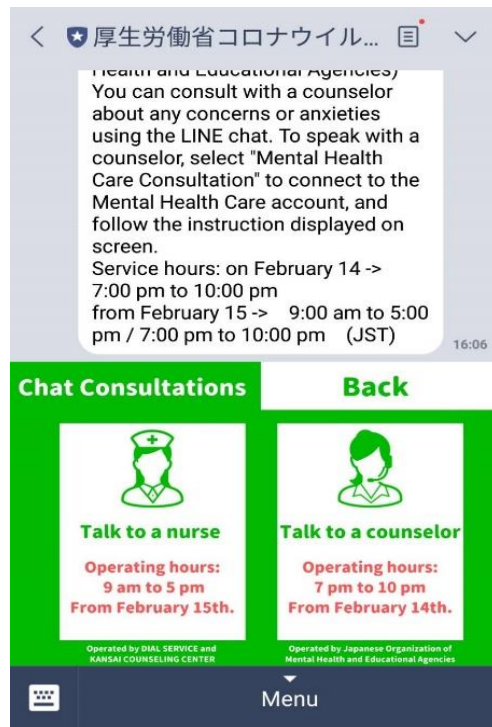 厚生労働省コロナウイル...
Health and Educational Agencies)
You can consult with a counselor
about any concerns or anxieties
using the LINE chat. To speak with a
counselor, select "Mental Health
Care Consultation" to connect to the
Mental Health Care account, and
follow the instruction displayed on
screen.
Service hours: on February 14 ->
7:00 pm to 10:00 pm
from February 15 -> 9:00 am to 5:00
pm / 7:00 pm to 10:00 pm (JST)
16:06
Chat Consultations
Back
Talk to a nurse
Operating hours:
9 am to 5 pm
From February 15th.
Operated by DIAL SERVICE and
KANSAI COUNSELING CENTER
Talk to a counselor
Operating hours:
7 pm to 10 pm
From February 14th.
Operated by Japanese Organization of
Mental Health and Educational Agencies
Menu